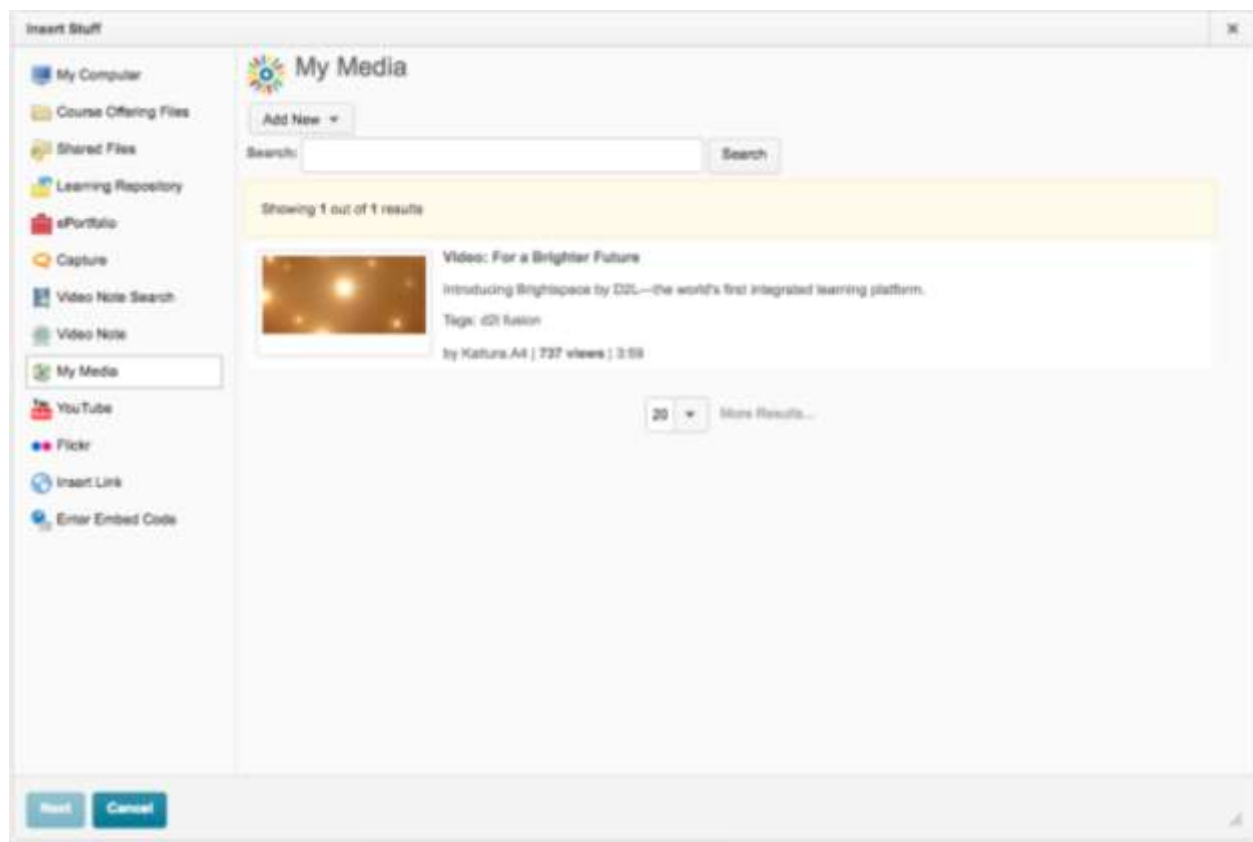 Insert Stuff
My Computer
Course Offering Files
Shared Files
Learning Repository
ePortfolio
Capture
Video Note Search
Video Note
My Media
YouTube
Flickr
Insert Link
Enter Embed Code
My Media
Add New
Search:
Search
Showing 1 out of 1 results
Video: For a Brighter Future
Introducing Brightspace by D2L—the world's first integrated learning platform.
Tags: d2l fusion
by Kaltura A4 | 737 views | 3:59
20 More Results...
Next Cancel